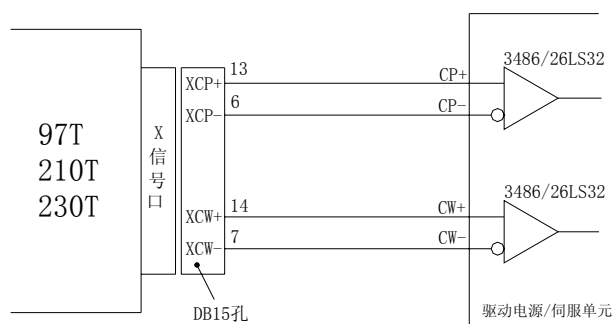 97T
210T
230T
X
信
号
口
XCP+
XCP-
XCW+
XCW-
13
6
14
7
DB15孔
CP+
CP-
CW+
CW-
3486/26LS32
3486/26LS32
驱动电源/伺服单元